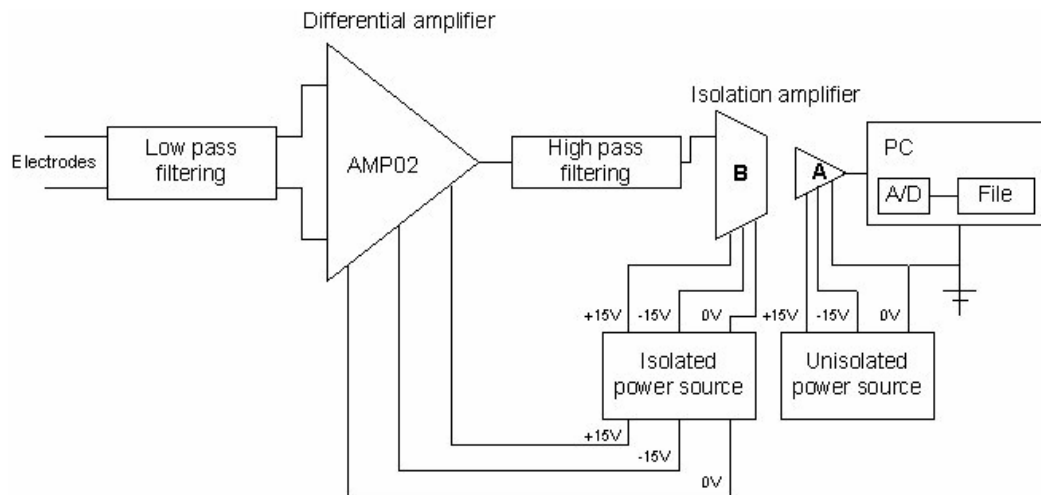 Differential amplifier
Isolation amplifier
Electrodes
Low pass
filtering
AMP02
High pass
filtering
B
A
PC
A/D
File
+15V
-15V
0V
+15V
-15V
0V
Isolated
power source
Unisolated
power source
+15V
-15V
0V